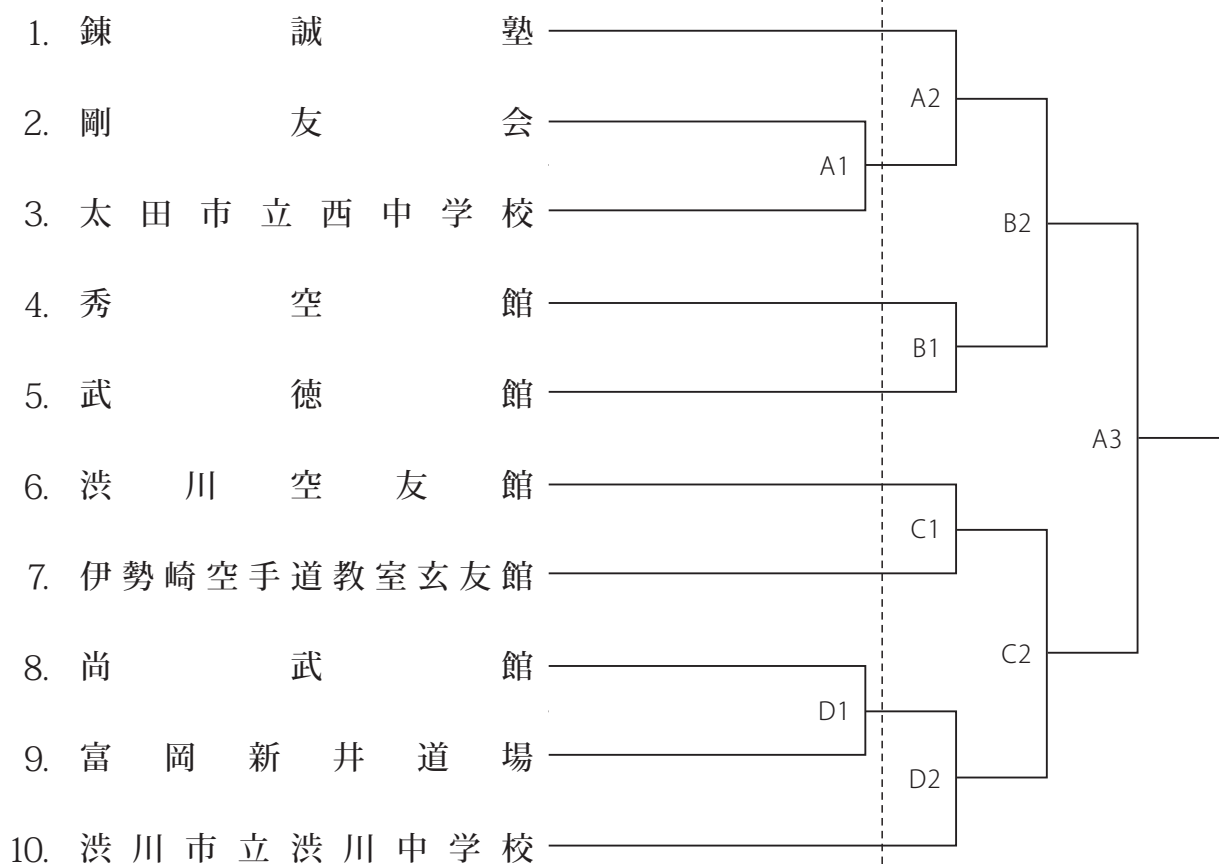 1. 錬誠塾
2. 剛友会
3. 太田市立西中学校
4. 秀空館
5. 武徳館
6. 渋川空友館
7. 伊勢崎空手道教室玄友館
8. 尚武館
9. 富岡新井道場
10. 渋川市立渋川中学校
A2
A1
B2
B1
A3
C1
C2
D1
D2